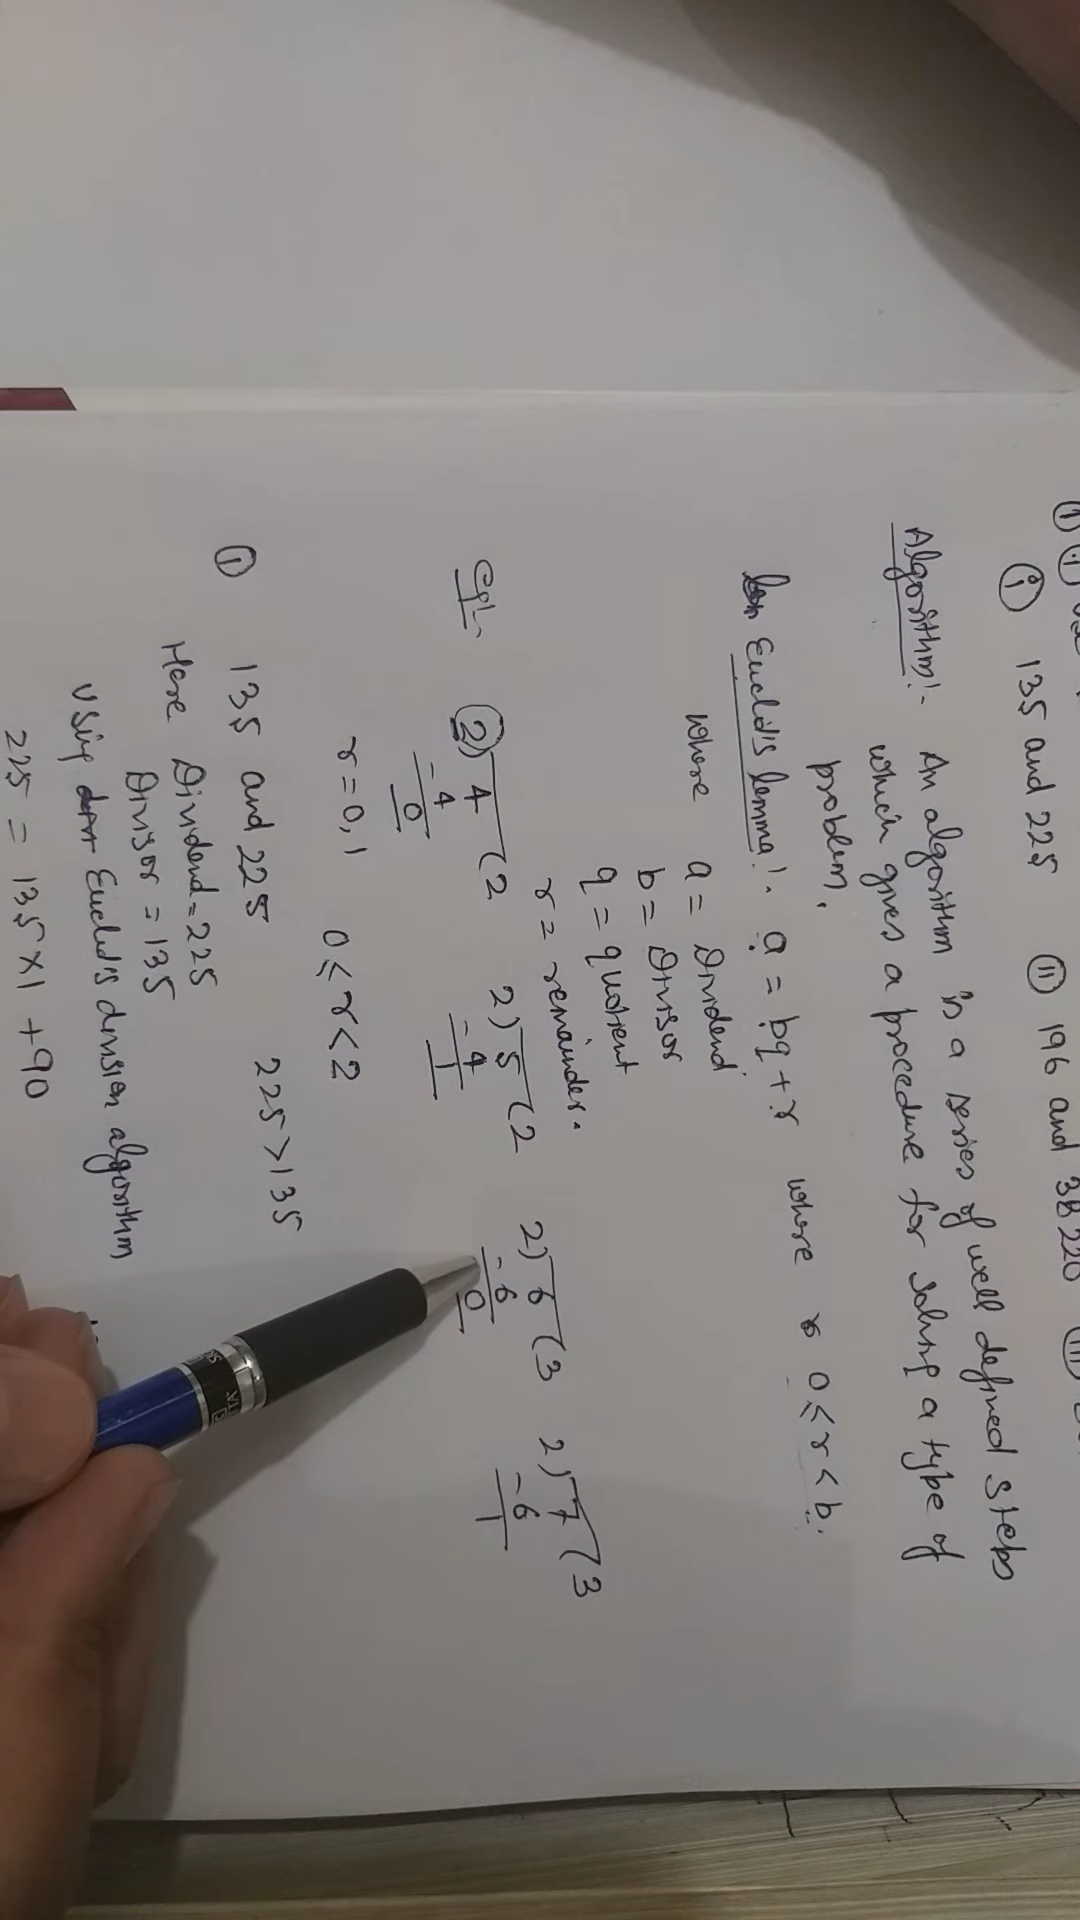 (i) 135 and 225 (ii) 196 and 38220 (iii)
Algorithm:- An algorithm is a series of well defined steps
which gives a procedure for solving a type of
problem.
Euclid's lemma:- a = bq + r where 0 ≤ r < b.
where a = Dividend
b = Divisor
q = quotient
r = remainder.
2) 4 (2 2) 5 (2 2) 6 (3 2) 7 (3
-4 -4 -6 -6
0 1 0 1
r = 0, 1 0 ≤ r < 2
(i) 135 and 225 225 > 135
Here Dividend = 225
Divisor = 135
Using Euclid's division algorithm
225 = 135 × 1 + 90